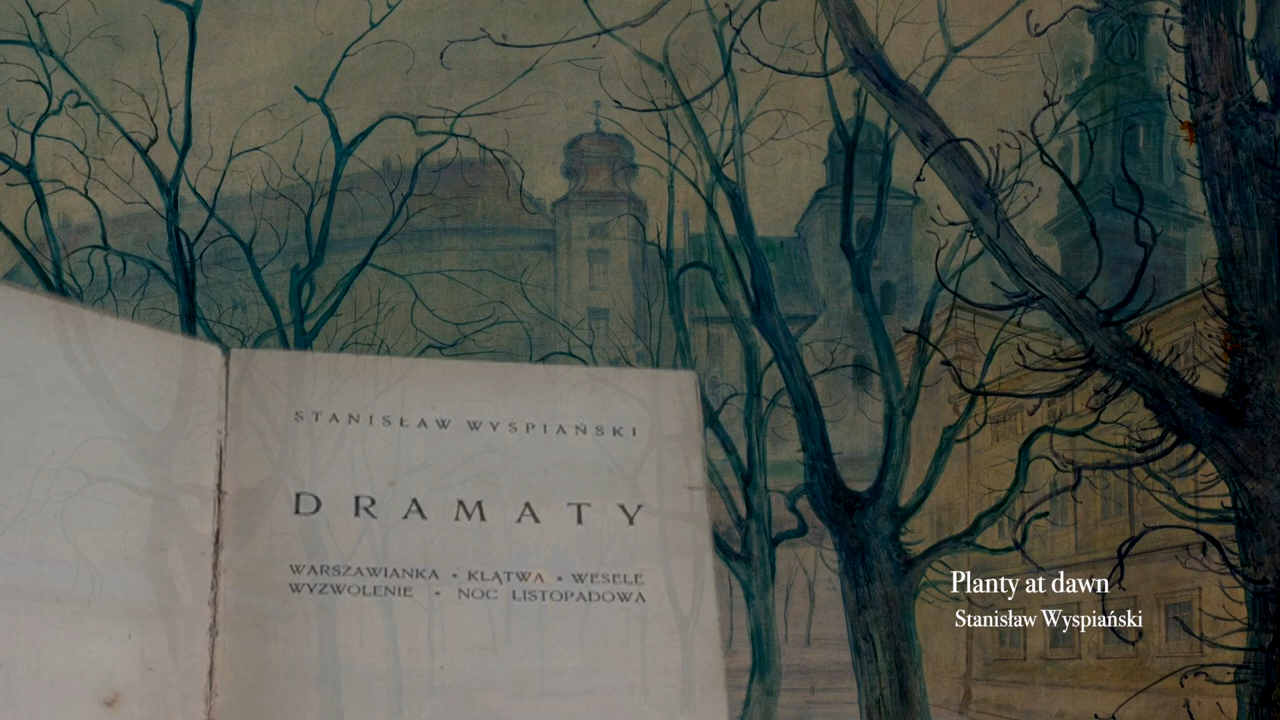 STANISŁAW WYSPIAŃSKI
DRAMATY
WARSZAWIANKA • KLĄTWA • WESELE
WYZWOLENIE • NOC LISTOPADOWA
Planty at dawn
Stanisław Wyspiański